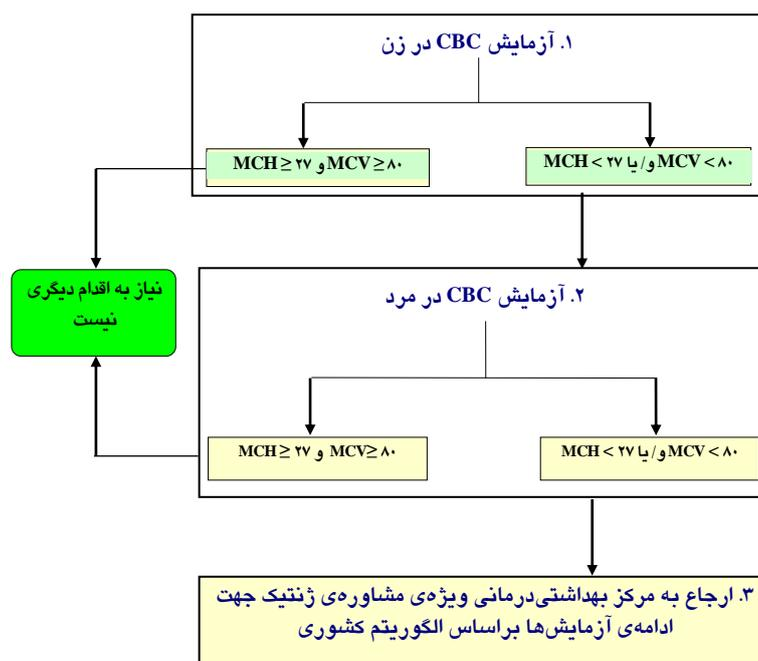 ۱. آزمایش CBC در زن
MCV < ۸۰ و/ یا MCH < ۲۷
MCV ≥ ۸۰ و MCH ≥ ۲۷
نیاز به اقدام دیگری
نیست
۲. آزمایش CBC در مرد
MCV < ۸۰ و/ یا MCH < ۲۷
MCV≥ ۸۰ و MCH ≥ ۲۷
۳. ارجاع به مرکز بهداشتی‌درمانی ویژه‌ی مشاوره‌ی ژنتیک جهت
ادامه‌ی آزمایش‌ها براساس الگوریتم کشوری